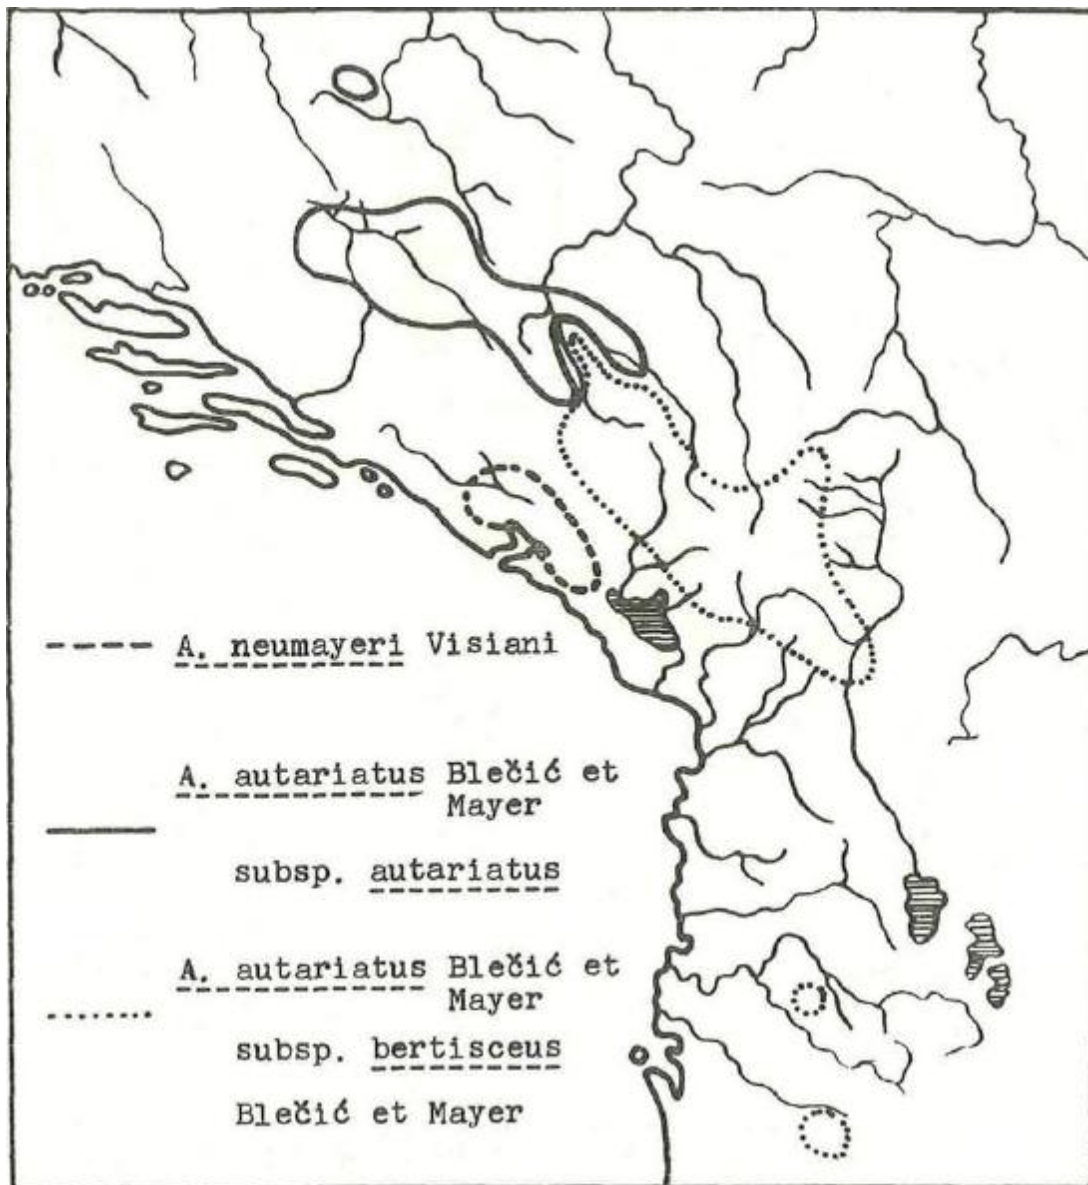 A. neumayeri Visiani
A. autariatus Blečić et
Mayer
subsp. autariatus
A. autariatus Blečić et
Mayer
subsp. bertisceus
Blečić et Mayer